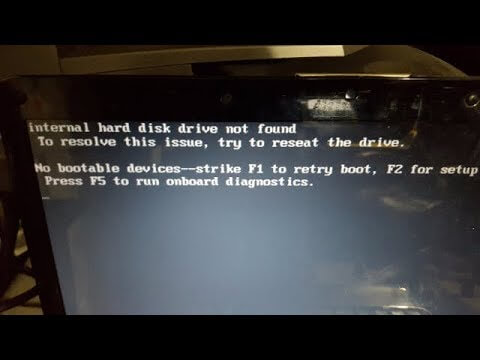 internal hard disk drive not found
To resolve this issue, try to reseat the drive.
No bootable devices--strike F1 to retry boot, F2 for setup
Press F5 to run onboard diagnostics.